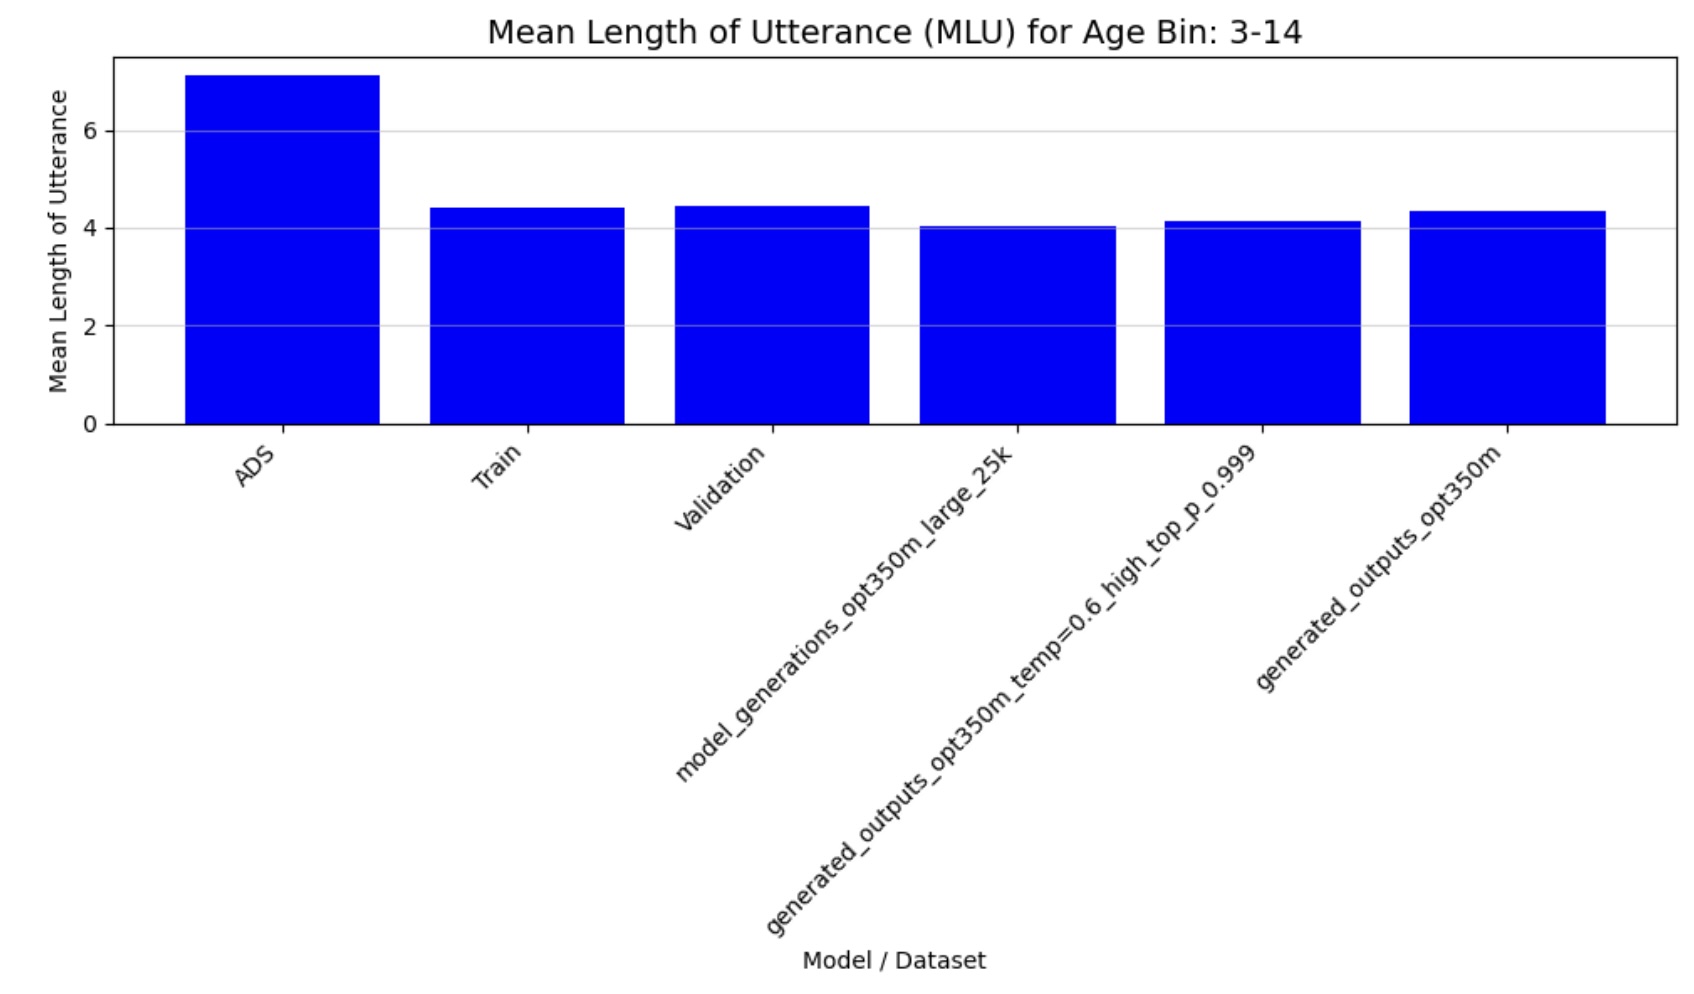 Mean Length of Utterance (MLU) for Age Bin: 3-14
Mean Length of Utterance
6
4
2
0
ADS
Train
Validation
model_generations_opt350m_large_25k
generated_outputs_opt350m_temp=0.6_high_top_p_0.999
generated_outputs_opt350m
Model / Dataset